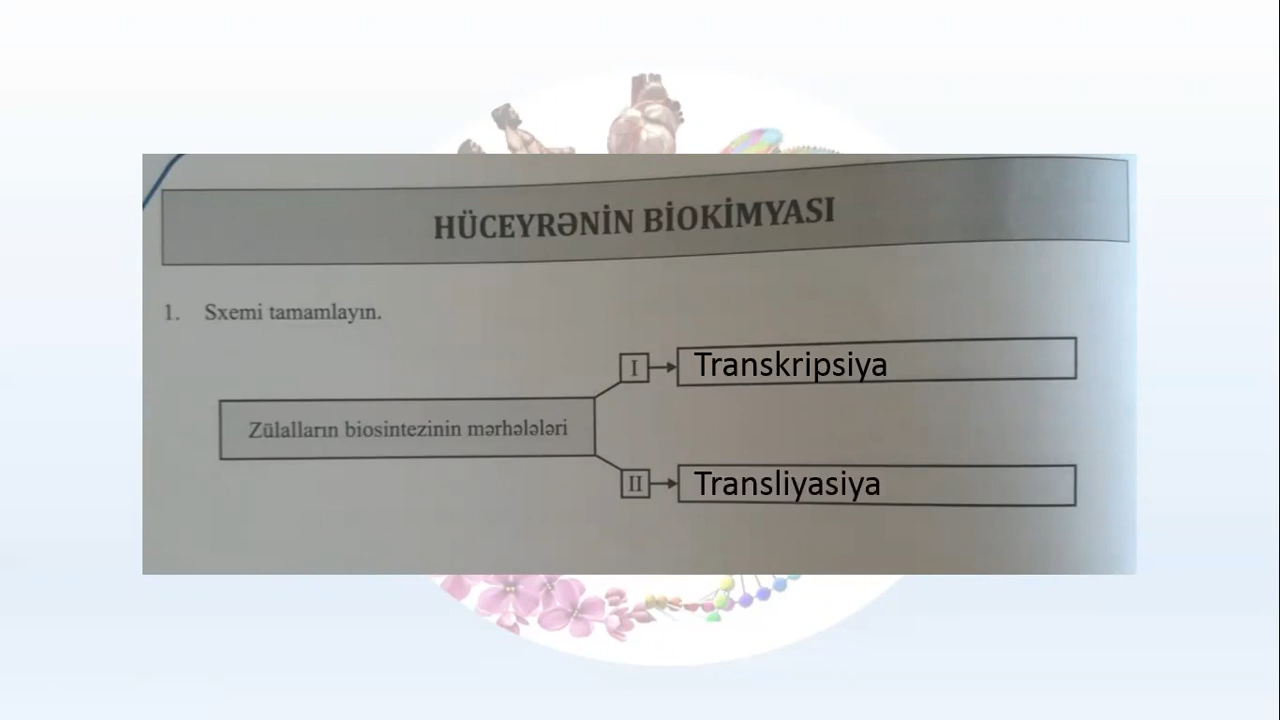 HÜCEYRƏNİN BİOKİMYASI
1. Sxemi tamamlayın.
I
Transkripsiya
Zülalların biosintezinin mərhələləri
II
Transliyasiya